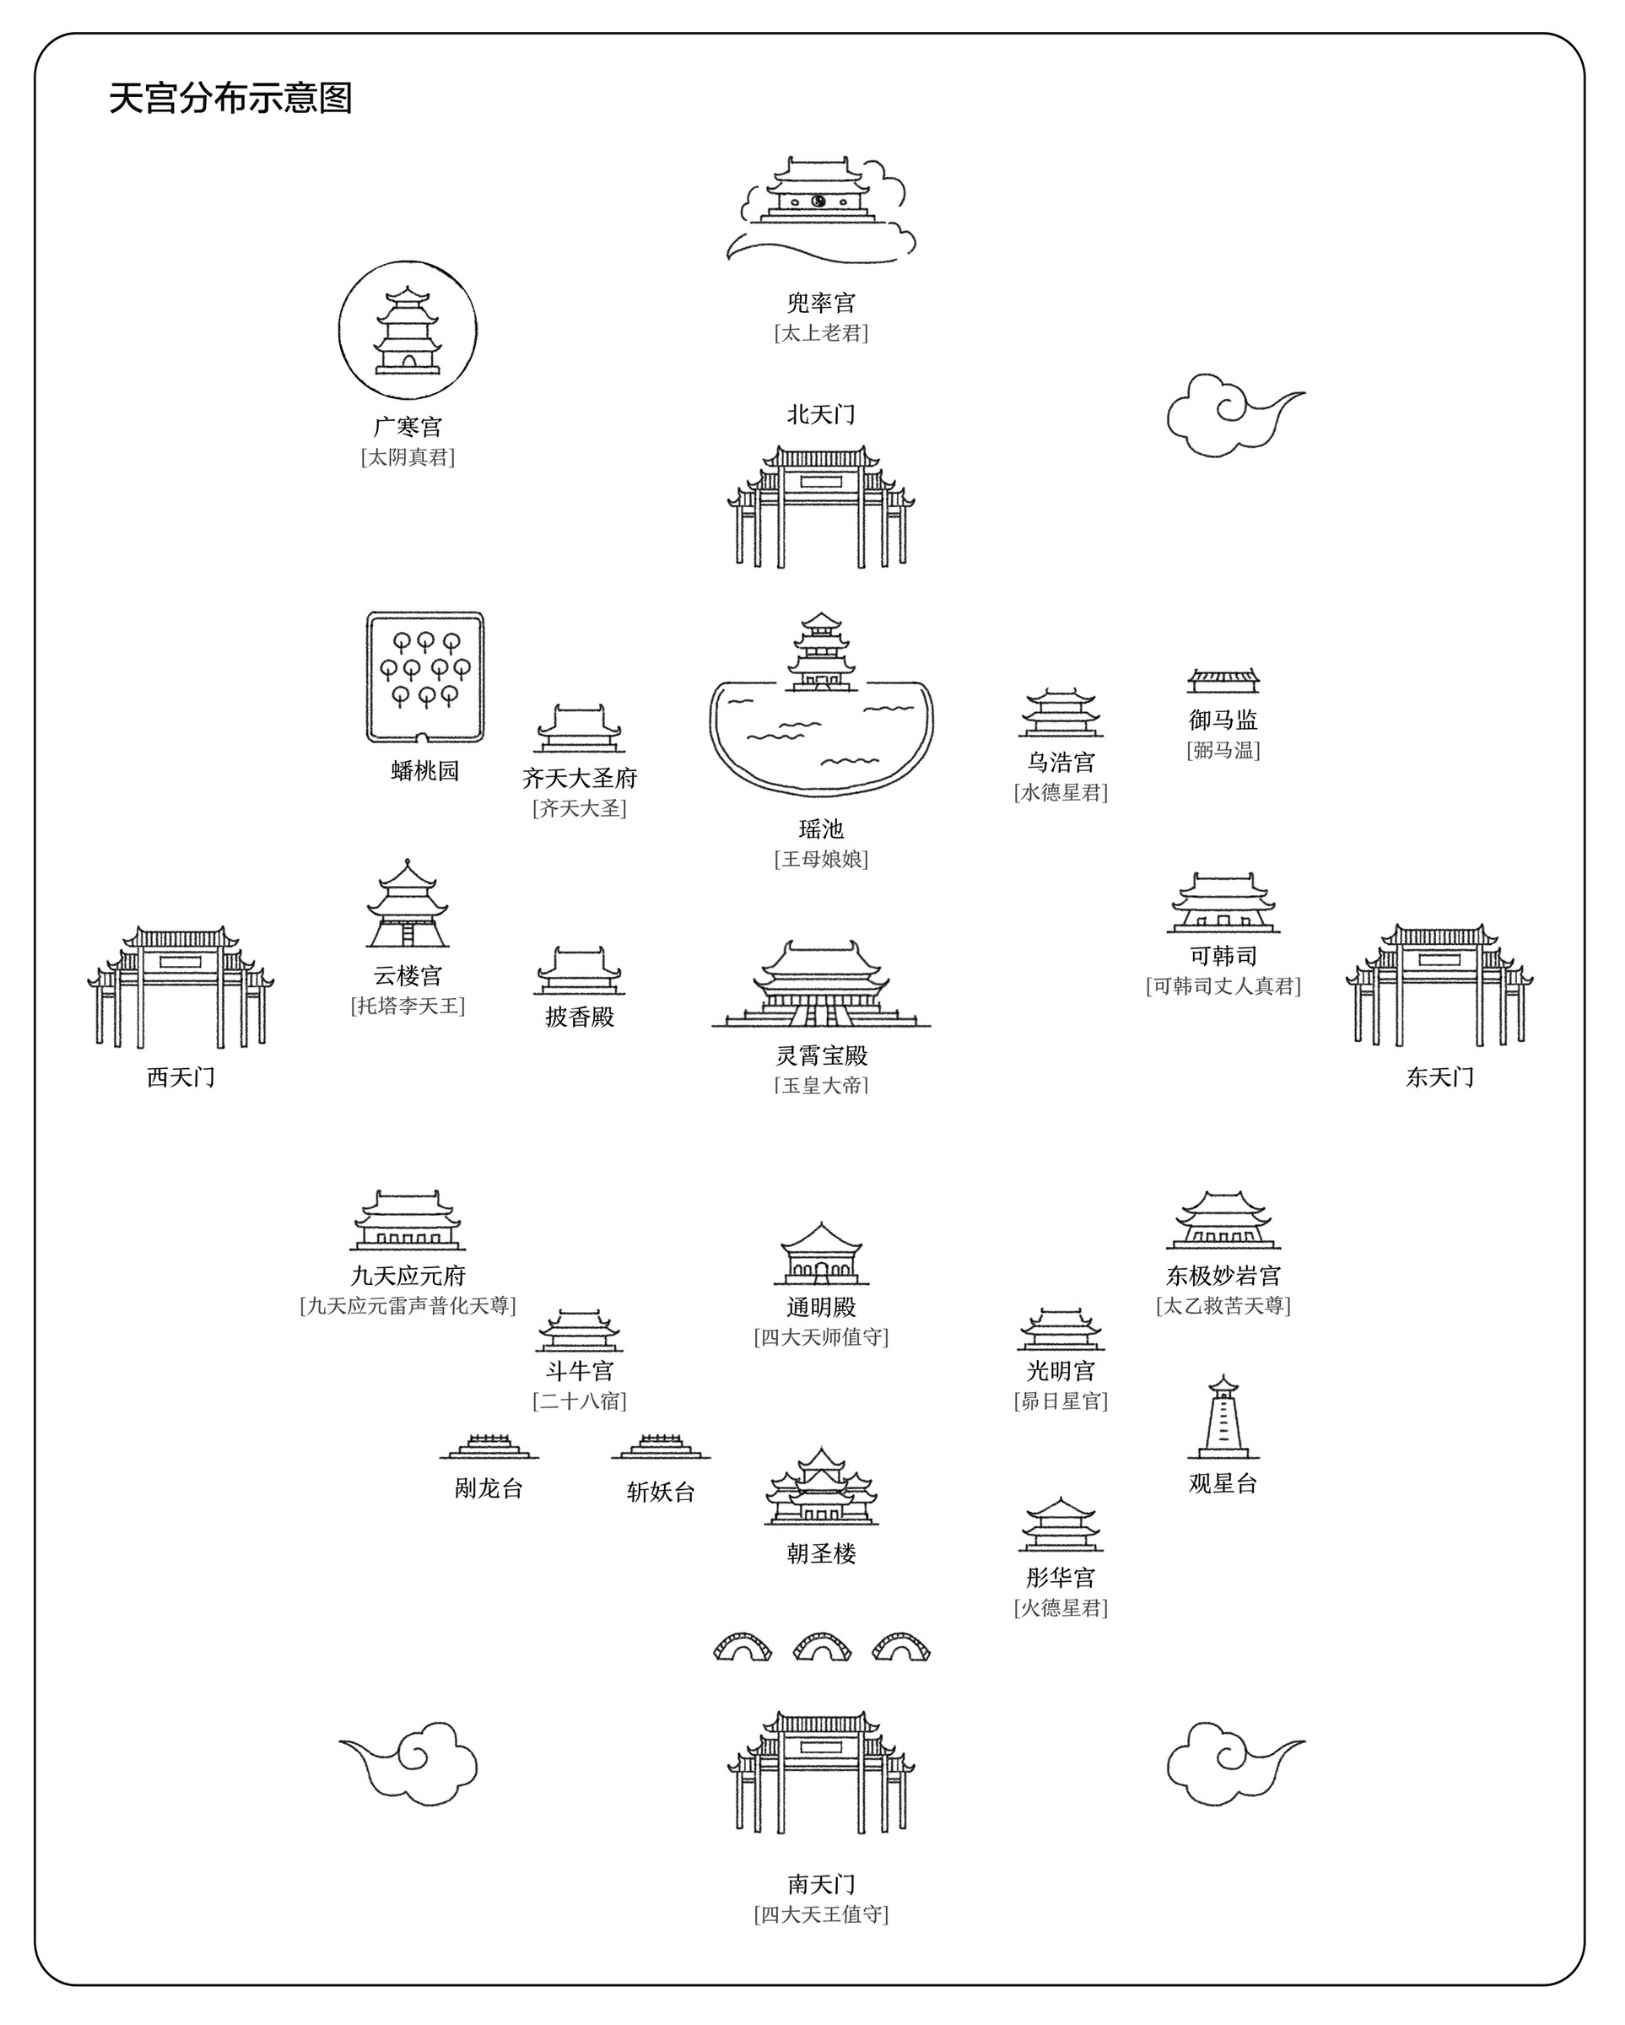 天宫分布示意图
兜率宫
[太上老君]
广寒宫
[太阴真君]
北天门
蟠桃园
齐天大圣府
[齐天大圣]
瑶池
[王母娘娘]
乌浩宫
[水德星君]
御马监
[弼马温]
云楼宫
[托塔李天王]
披香殿
灵霄宝殿
[玉皇大帝]
可韩司
[可韩司丈人真君]
西天门
东天门
九天应元府
[九天应元雷声普化天尊]
斗牛宫
[二十八宿]
通明殿
[四大天师值守]
光明宫
[昴日星官]
东极妙岩宫
[太乙救苦天尊]
剐龙台
斩妖台
朝圣楼
观星台
彤华宫
[火德星君]
南天门
[四大天王值守]